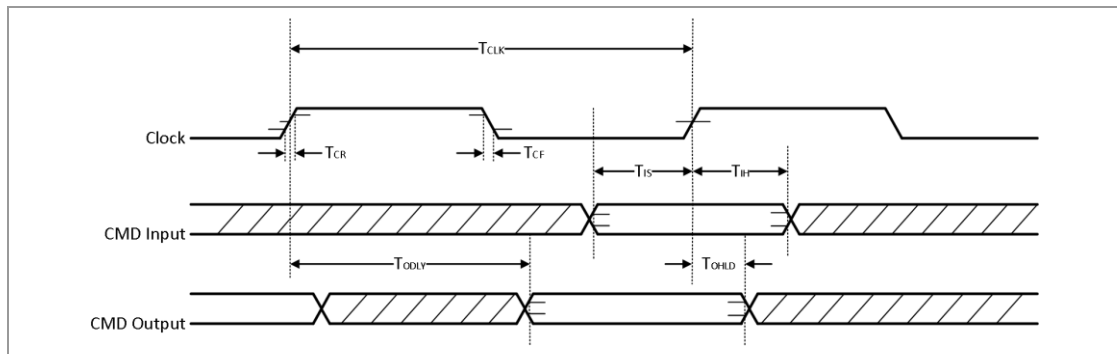 TCLK
Clock
TCR
TCF
TIS
TIH
CMD Input
TODLY
TOHLD
CMD Output